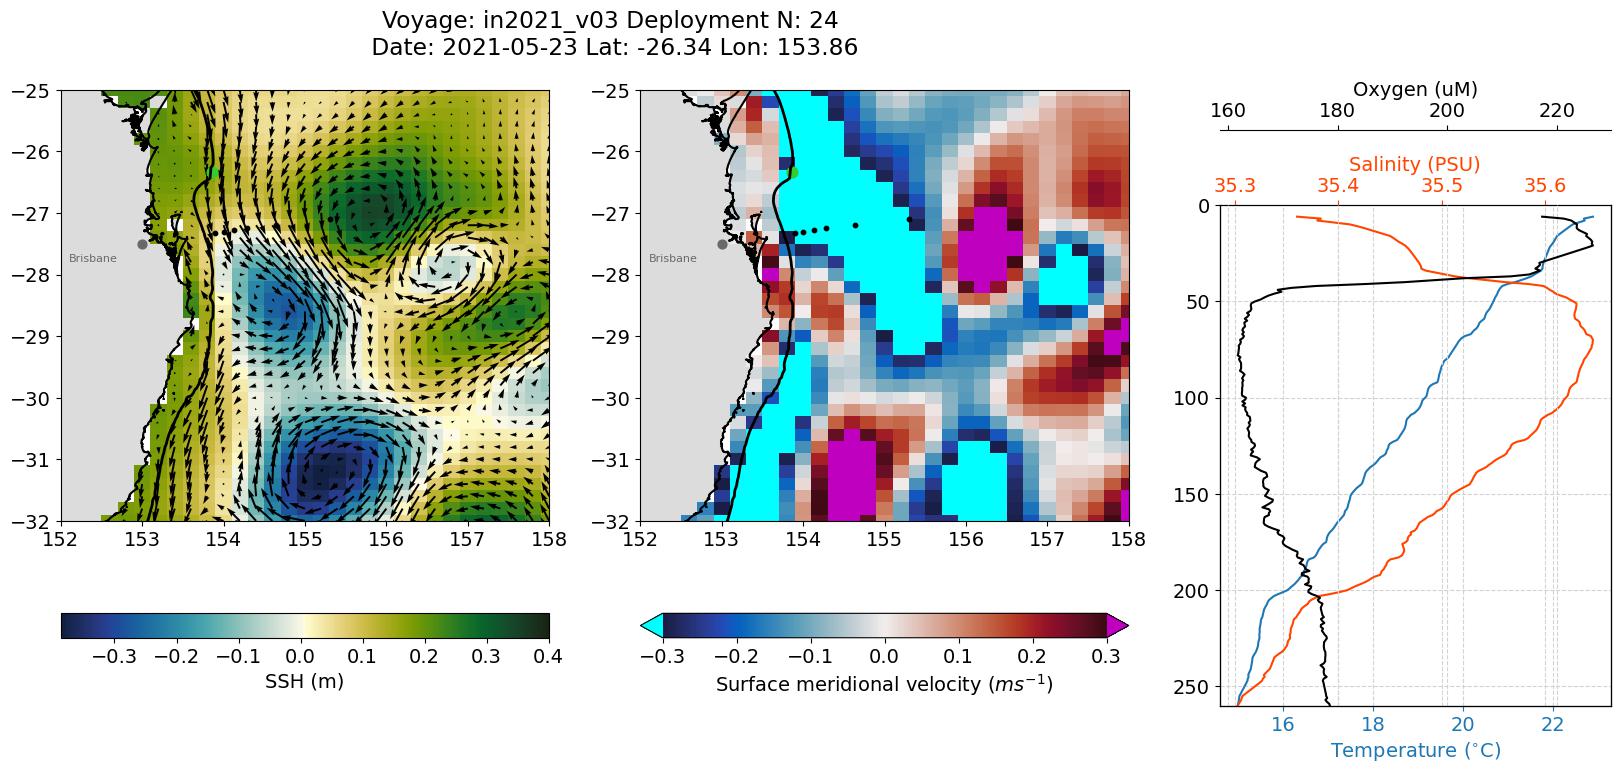 Voyage: in2021_v03 Deployment N: 24
Date: 2021-05-23 Lat: -26.34 Lon: 153.86
−25
−26
−27
−28
−29
−30
−31
−32
152 153 154 155 156 157 158
Brisbane
−0.3 −0.2 −0.1 0.0 0.1 0.2 0.3 0.4
SSH (m)
−25
−26
−27
−28
−29
−30
−31
−32
152 153 154 155 156 157 158
Brisbane
−0.3 −0.2 −0.1 0.0 0.1 0.2 0.3
Surface meridional velocity (ms⁻¹)
Oxygen (uM)
160 180 200 220
Salinity (PSU)
35.3 35.4 35.5 35.6
0
50
100
150
200
250
16 18 20 22
Temperature (°C)